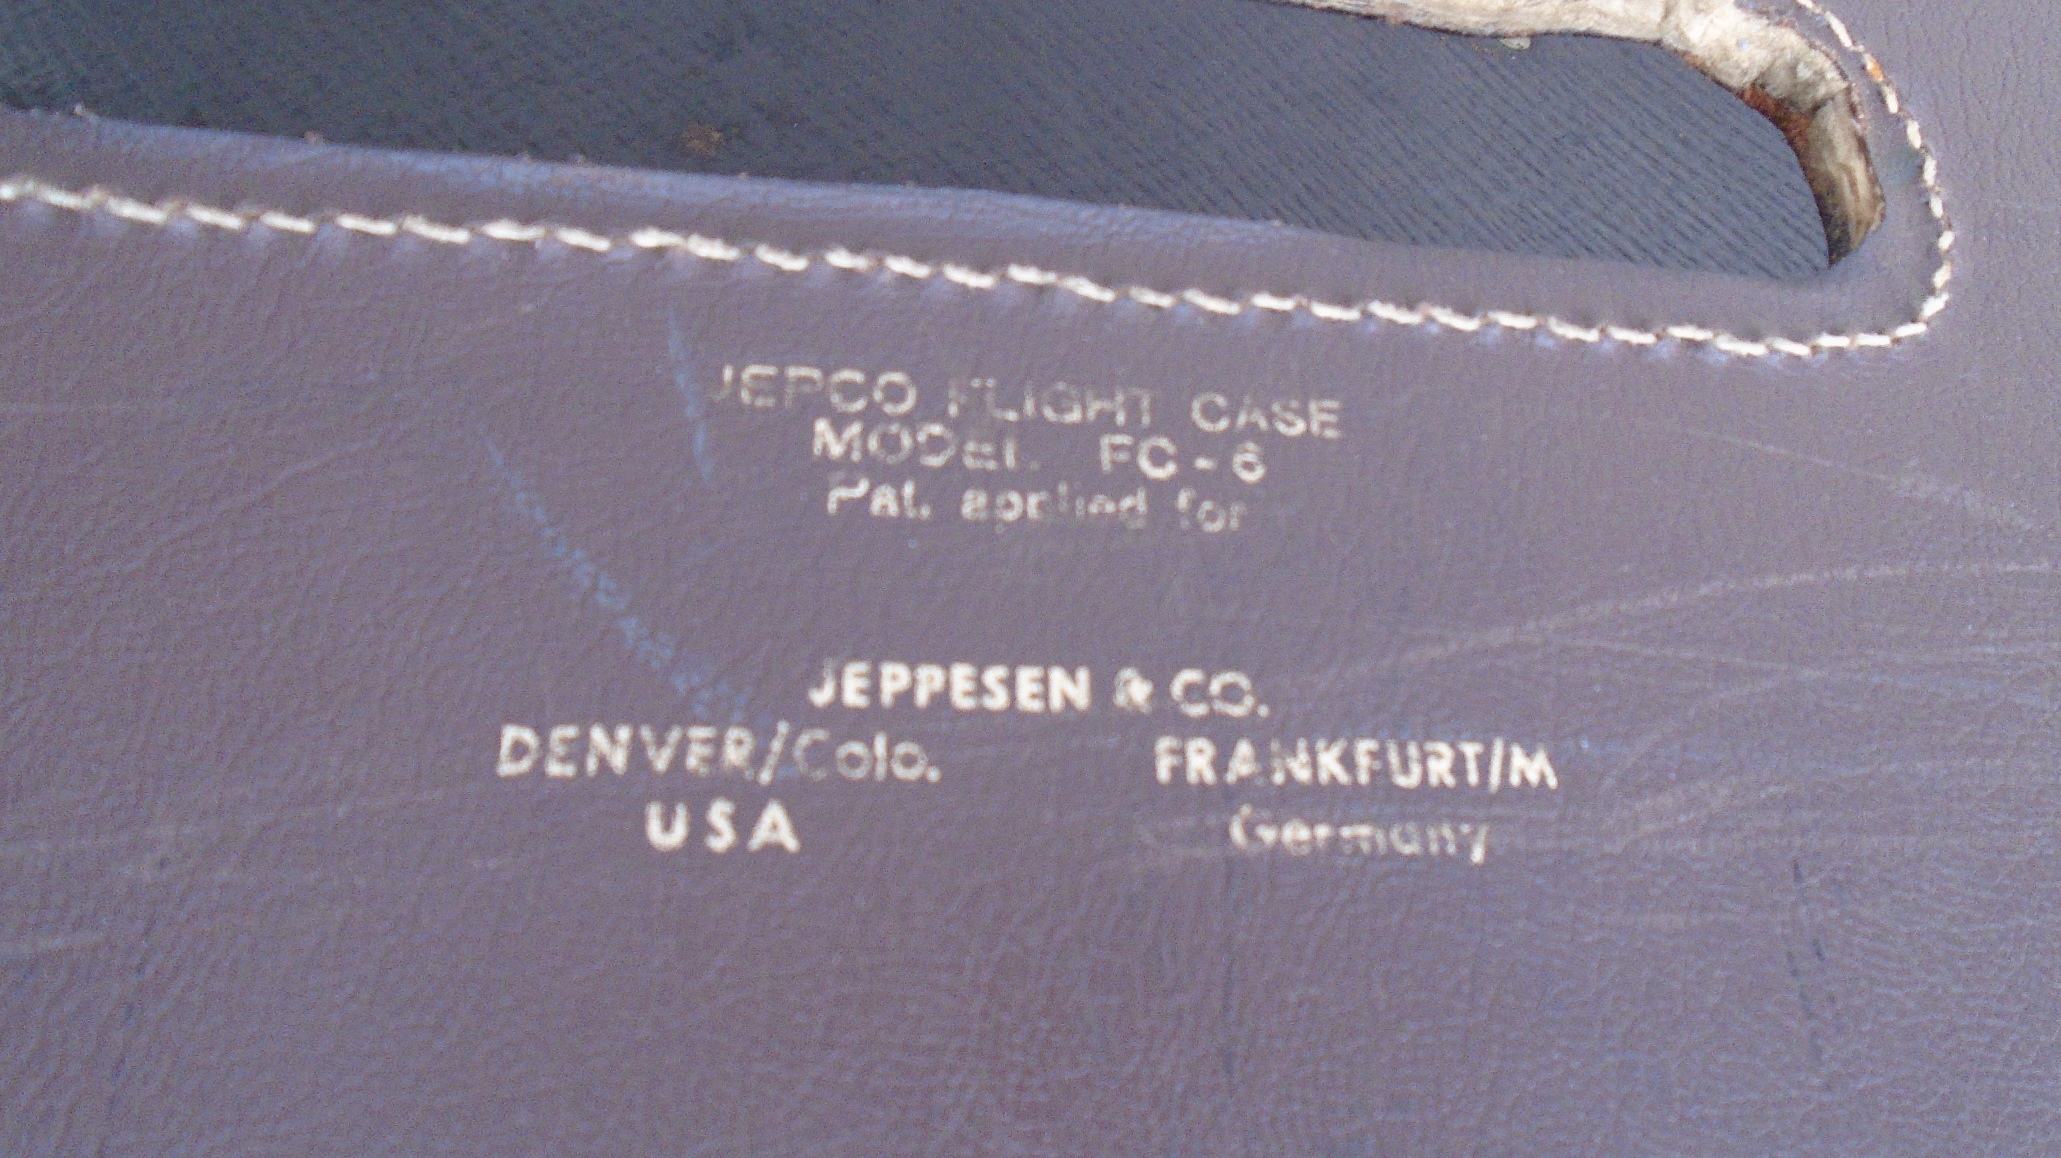 JEPCO FLIGHT CASE
MODEL FC-6
Pat. applied for
JEPPESEN & CO.
DENVER/Colo. FRANKFURT/M
USA Germany